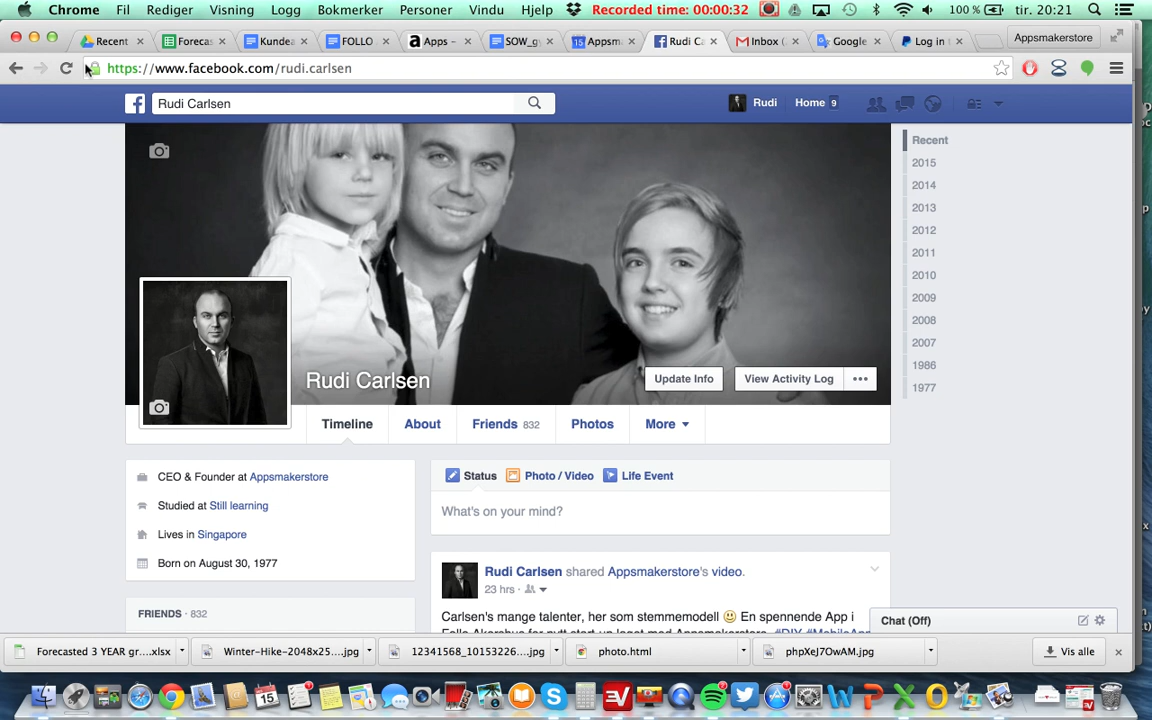 Chrome Fil Rediger Visning Logg Bokmerker Personer Vindu Hjelp Recorded time: 00:00:32 100 % tir. 20:21
Recent Forecas Kundea FOLLO Apps – SOW_g 15 Appsm Rudi C Inbox ( Google Log in t Appsmakerstore
https://www.facebook.com/rudi.carlsen
Rudi Carlsen Rudi Home 9
Recent
2015
2014
2013
2012
2011
2010
2009
2008
2007
1986
1977
Rudi Carlsen
Update Info View Activity Log
Timeline About Friends 832 Photos More
CEO & Founder at Appsmakerstore
Studied at Still learning
Lives in Singapore
Born on August 30, 1977
FRIENDS · 832
Status Photo / Video Life Event
What's on your mind?
Rudi Carlsen shared Appsmakerstore's video.
23 hrs ·
Carlsen's mange talenter, her som stemmemodell 😃 En spennende App i
Chat (Off)
Forecasted 3 YEAR gr....xlsx Winter-Hike-2048x25....jpg 12341568_10153226....jpg photo.html phpXeJ7OwAM.jpg Vis alle
15